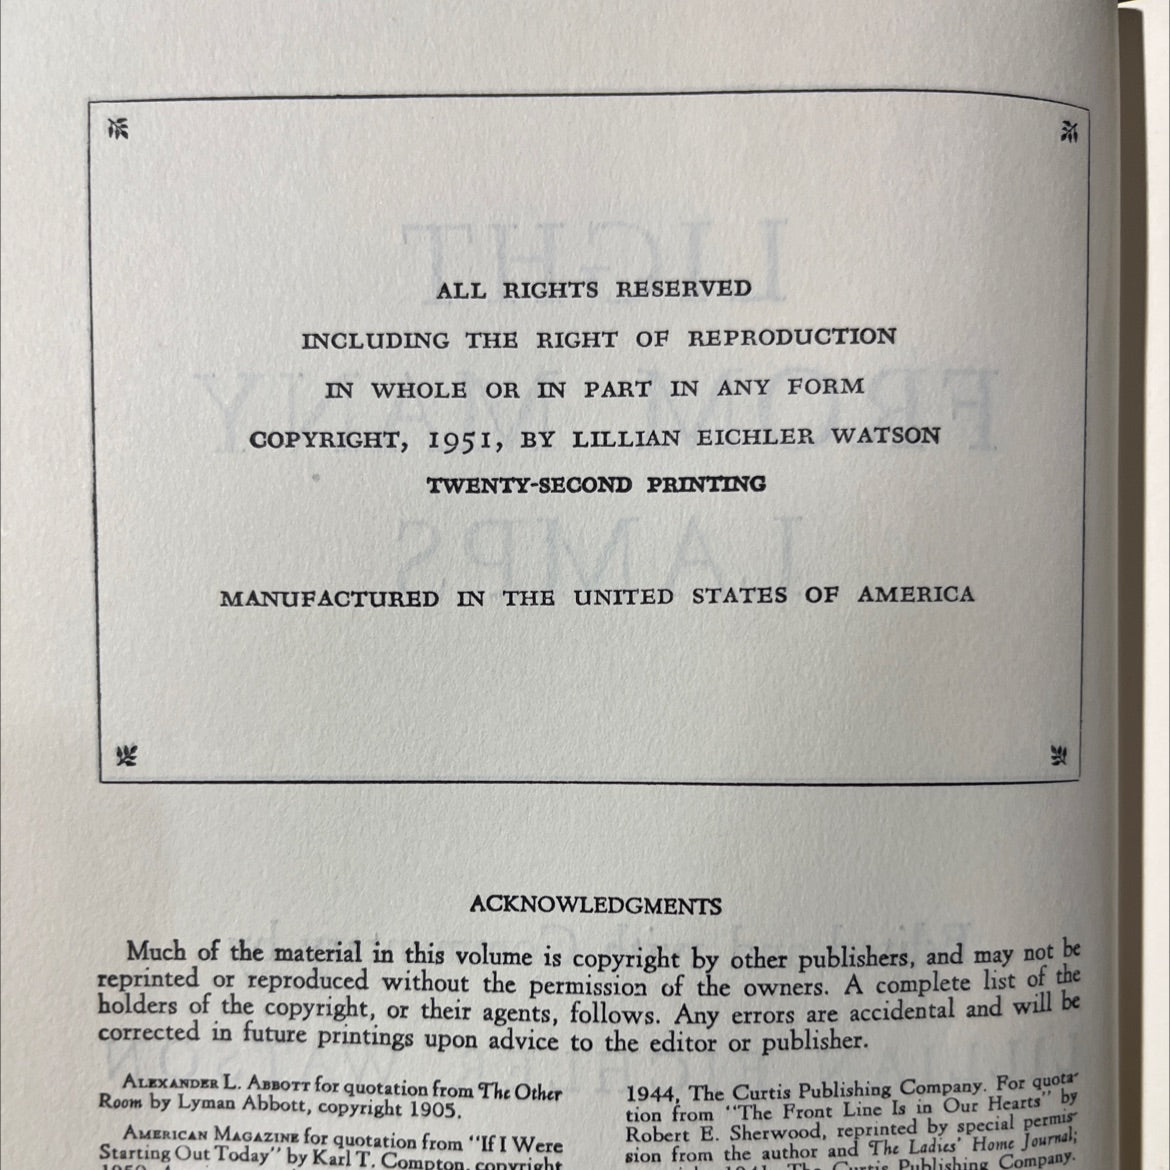 ALL RIGHTS RESERVED
INCLUDING THE RIGHT OF REPRODUCTION
IN WHOLE OR IN PART IN ANY FORM
COPYRIGHT, 1951, BY LILLIAN EICHLER WATSON
TWENTY-SECOND PRINTING
MANUFACTURED IN THE UNITED STATES OF AMERICA
ACKNOWLEDGMENTS
Much of the material in this volume is copyright by other publishers, and may not be
reprinted or reproduced without the permission of the owners. A complete list of the
holders of the copyright, or their agents, follows. Any errors are accidental and will be
corrected in future printings upon advice to the editor or publisher.
ALEXANDER L. ABBOTT for quotation from The Other
Room by Lyman Abbott, copyright 1905.
AMERICAN MAGAZINE for quotation from "If I Were
Starting Out Today" by Karl T. Compton, copyright
1944, The Curtis Publishing Company. For quota-
tion from "The Front Line Is in Our Hearts" by
Robert E. Sherwood, reprinted by special permis-
sion from the author and The Ladies' Home Journal;
The Curtis Publishing Company.